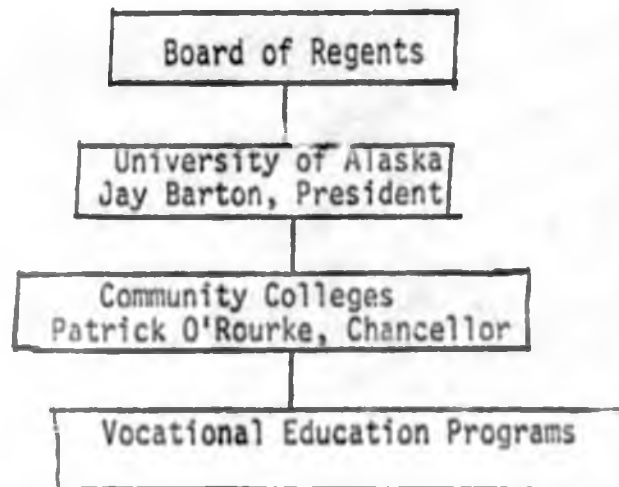 Board of Regents
University of Alaska
Jay Barton, President
Community Colleges
Patrick O'Rourke, Chancellor
Vocational Education Programs